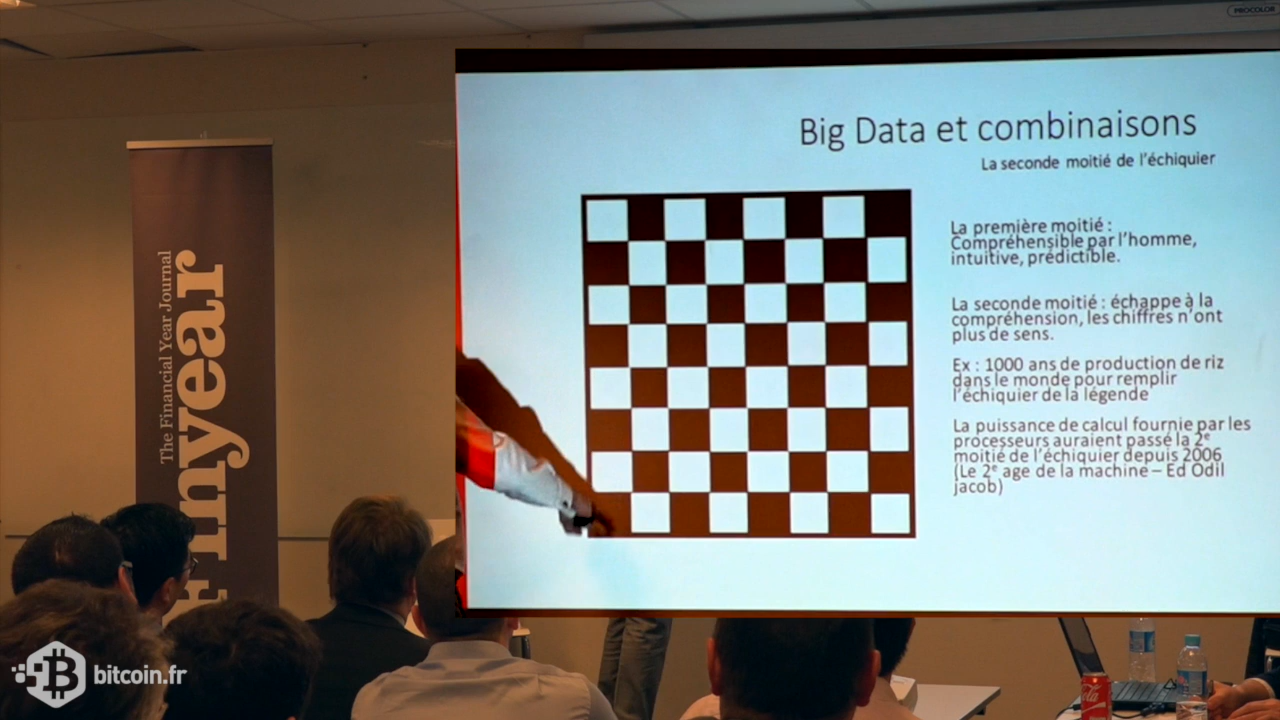 PROCOLOR
Big Data et combinaisons
La seconde moitié de l'échiquier
La première moitié :
Compréhensible par l'homme,
intuitive, prédictible.
La seconde moitié : échappe à la
compréhension, les chiffres n'ont
plus de sens.
Ex : 1000 ans de production de riz
dans le monde pour remplir
l'échiquier de la légende
La puissance de calcul fournie par les
processeurs auraient passé la 2e
moitié de l'échiquier depuis 2006
(Le 2e age de la machine – Ed Odil
jacob)
The Financial Year Journal
Finyear
bitcoin.fr